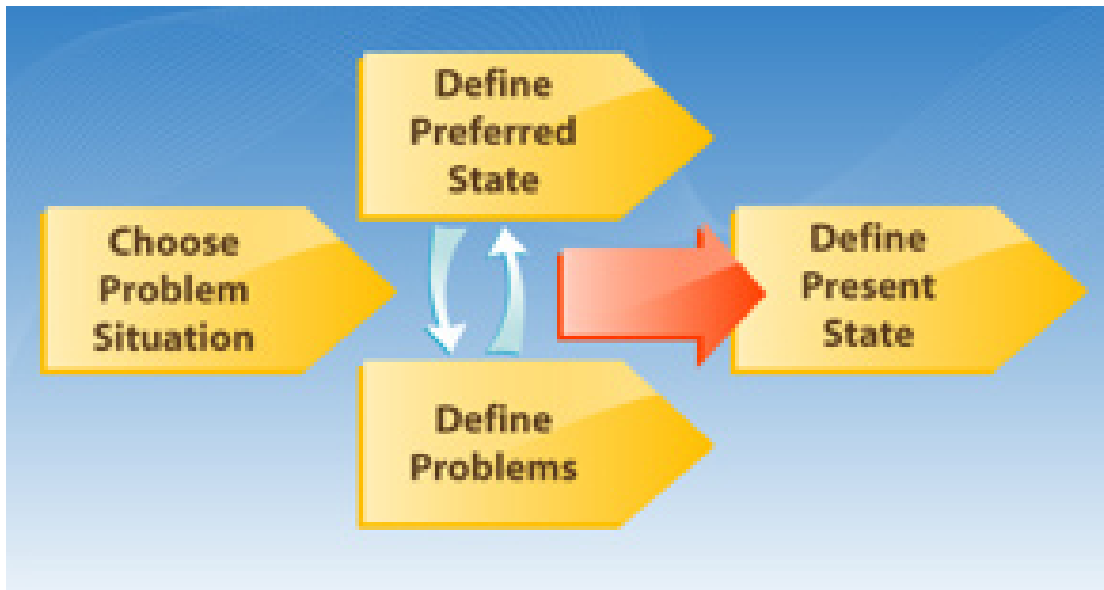 Choose
Problem
Situation
Define
Preferred
State
Define
Problems
Define
Present
State